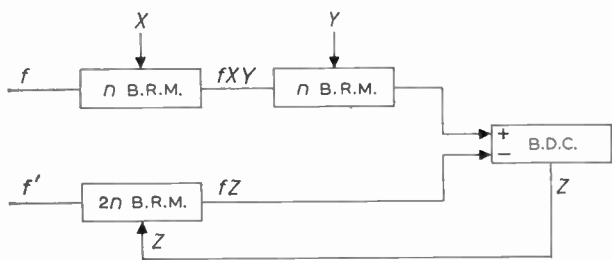 X Y
f n B.R.M. fXY n B.R.M.
+ B.D.C.
−
f' 2n B.R.M. fZ Z
Z